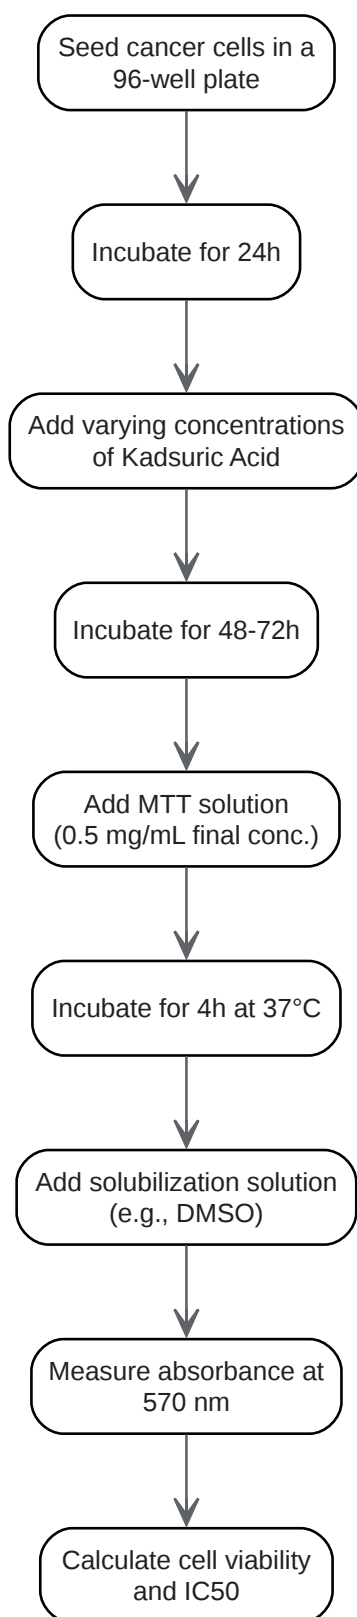 Seed cancer cells in a
96-well plate
Incubate for 24h
Add varying concentrations
of Kadsuric Acid
Incubate for 48-72h
Add MTT solution
(0.5 mg/mL final conc.)
Incubate for 4h at 37°C
Add solubilization solution
(e.g., DMSO)
Measure absorbance at
570 nm
Calculate cell viability
and IC50